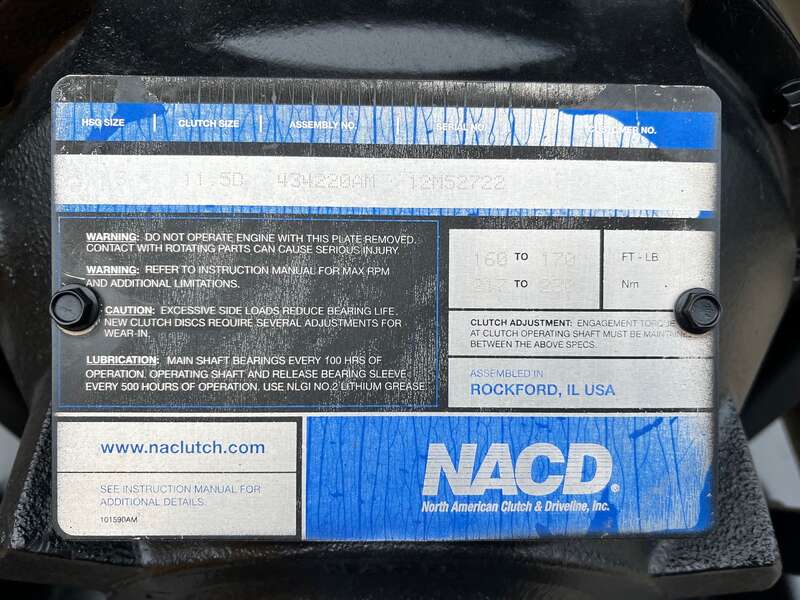 HSG SIZE | CLUTCH SIZE | ASSEMBLY NO. | SERIAL NO. CUSTOMER NO.
11.5D 434220AM 12M52722
WARNING: DO NOT OPERATE ENGINE WITH THIS PLATE REMOVED.
CONTACT WITH ROTATING PARTS CAN CAUSE SERIOUS INJURY.
WARNING: REFER TO INSTRUCTION MANUAL FOR MAX RPM
AND ADDITIONAL LIMITATIONS.
CAUTION: EXCESSIVE SIDE LOADS REDUCE BEARING LIFE.
NEW CLUTCH DISCS REQUIRE SEVERAL ADJUSTMENTS FOR
WEAR-IN.
LUBRICATION: MAIN SHAFT BEARINGS EVERY 100 HRS OF
OPERATION. OPERATING SHAFT AND RELEASE BEARING SLEEVE
EVERY 500 HOURS OF OPERATION. USE NLGI NO.2 LITHIUM GREASE.
160 TO 170 FT - LB
TO Nm
CLUTCH ADJUSTMENT: ENGAGEMENT TORQUE
AT CLUTCH OPERATING SHAFT MUST BE
BETWEEN THE ABOVE SPECS.
ASSEMBLED IN
ROCKFORD, IL USA
www.naclutch.com
SEE INSTRUCTION MANUAL FOR
ADDITIONAL DETAILS.
101590AM
NACD®
North American Clutch & Driveline, Inc.